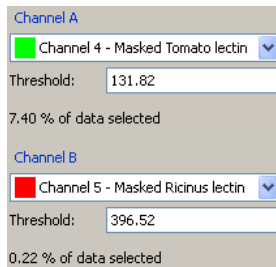 Channel A
Channel 4 - Masked Tomato lectin
Threshold: 131.82
7.40 % of data selected
Channel B
Channel 5 - Masked Ricinus lectin
Threshold: 396.52
0.22 % of data selected